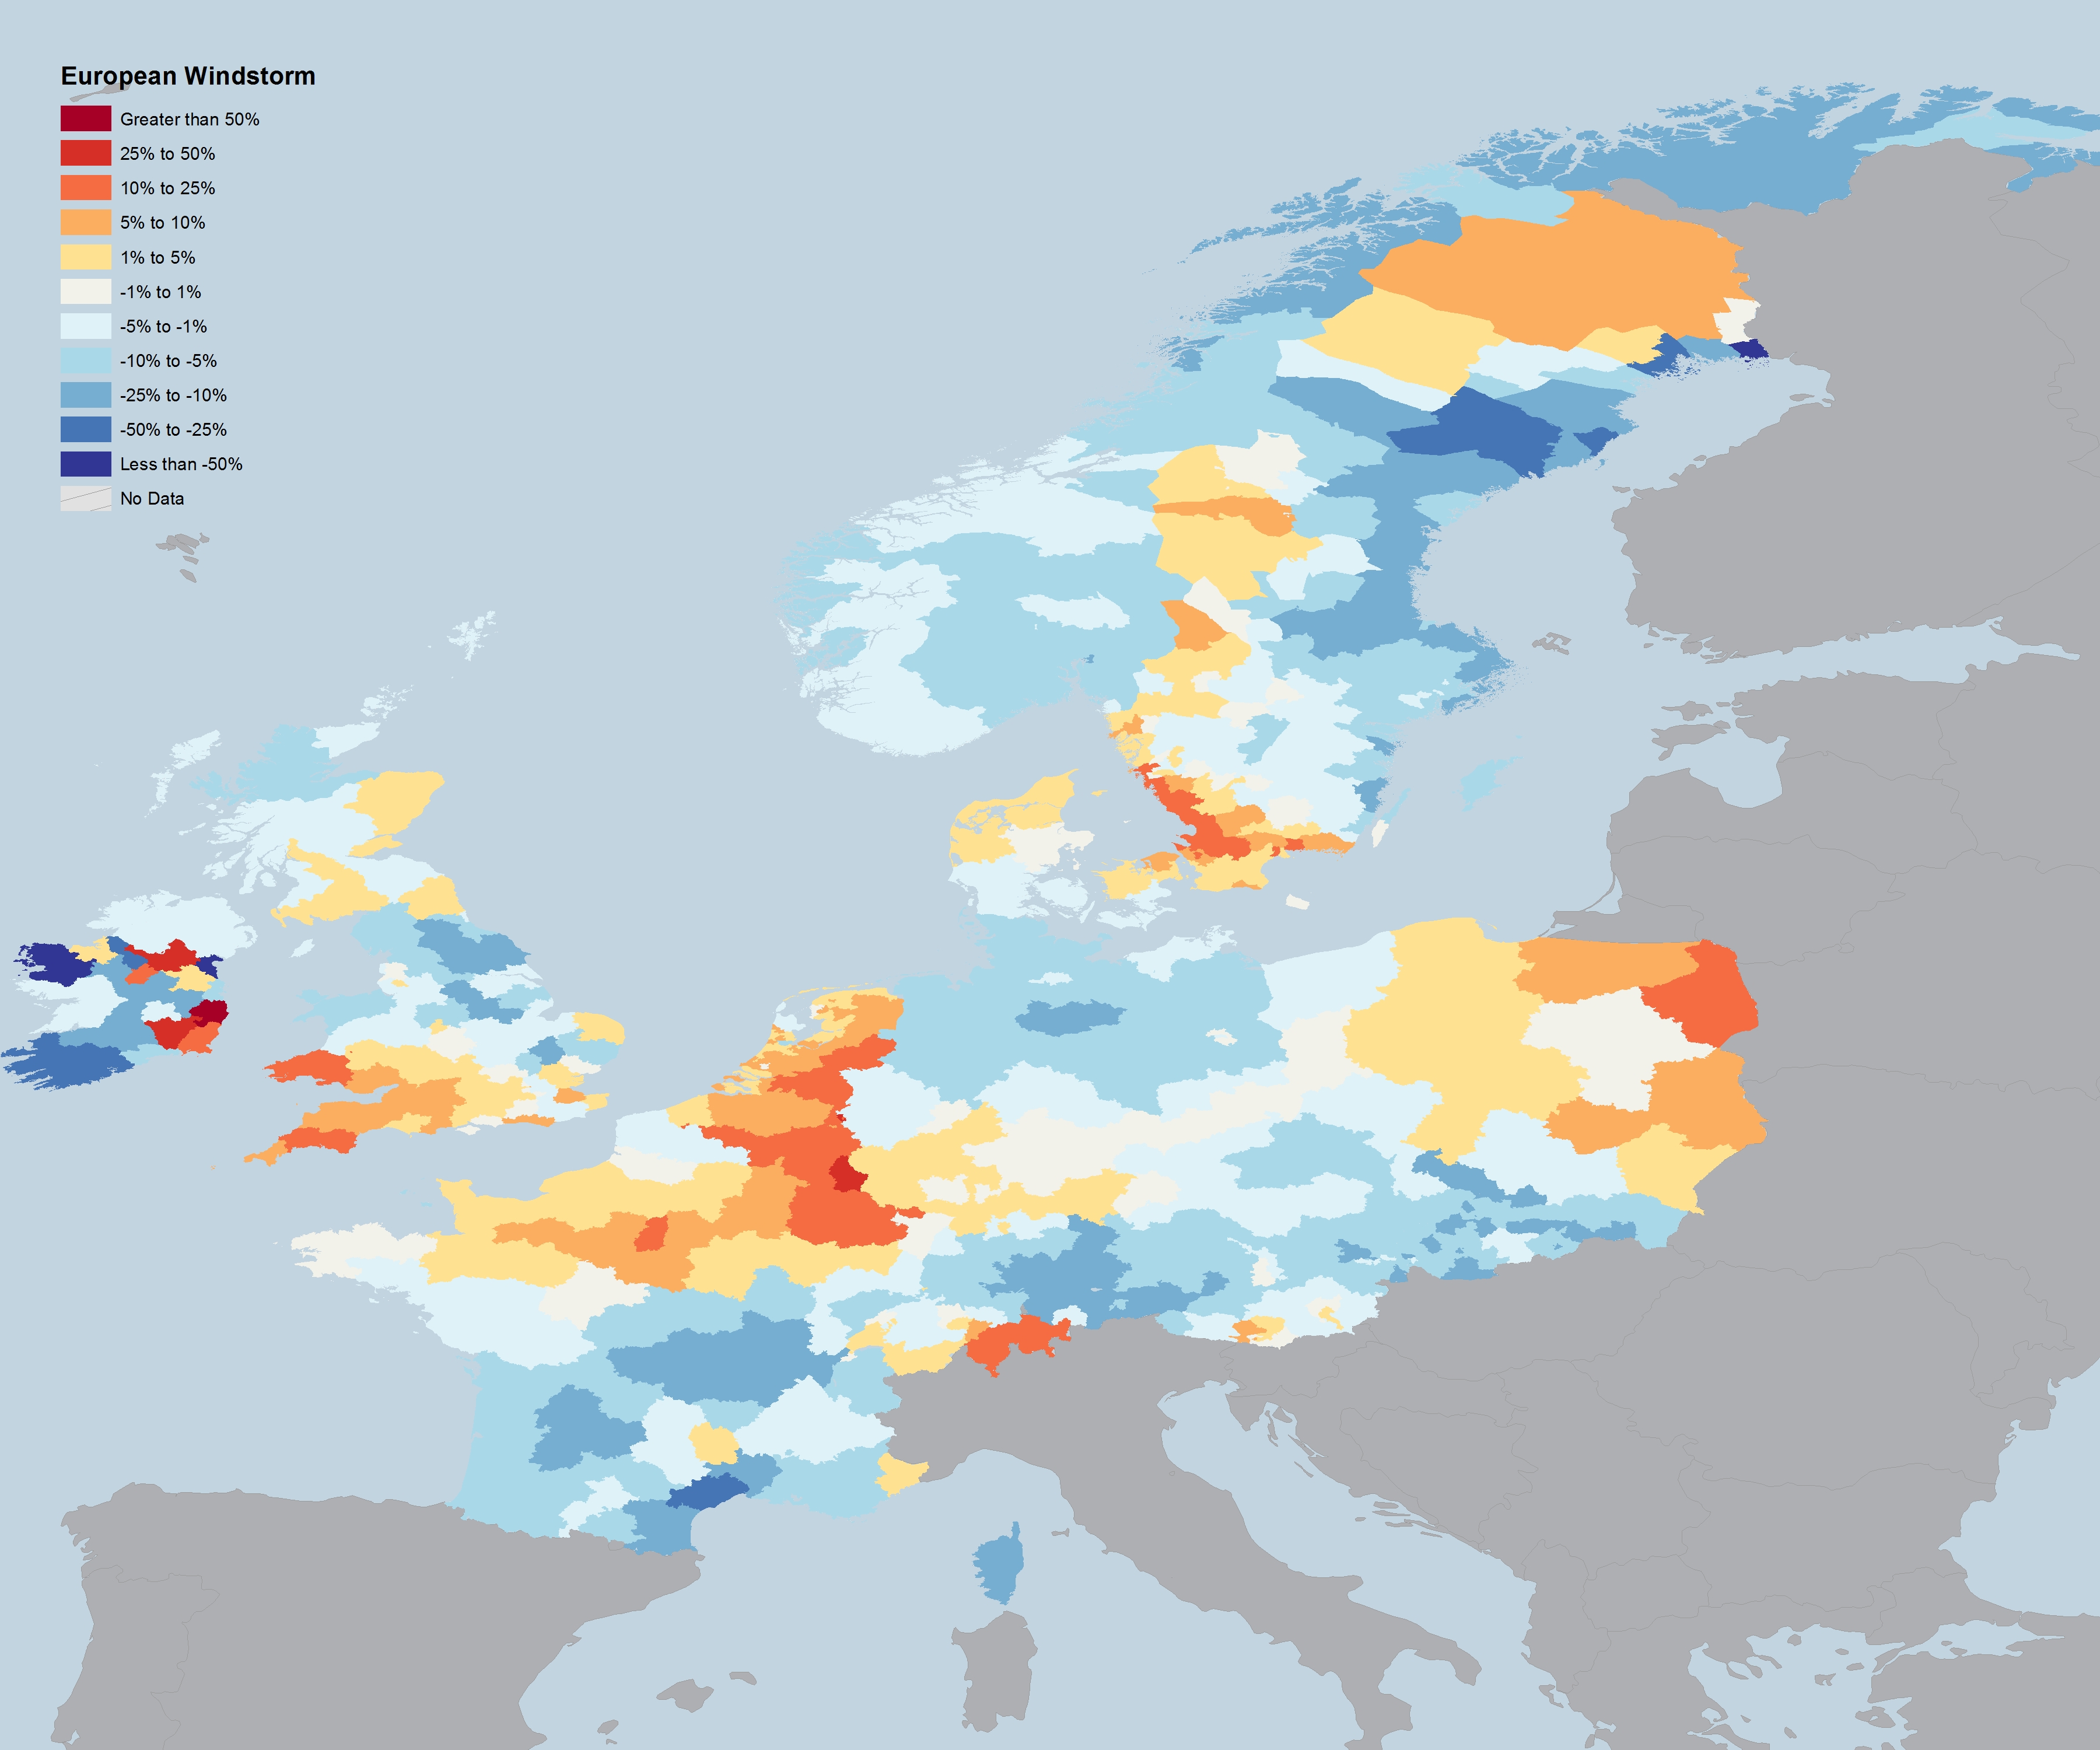 European Windstorm
Greater than 50%
25% to 50%
10% to 25%
5% to 10%
1% to 5%
-1% to 1%
-5% to -1%
-10% to -5%
-25% to -10%
-50% to -25%
Less than -50%
No Data